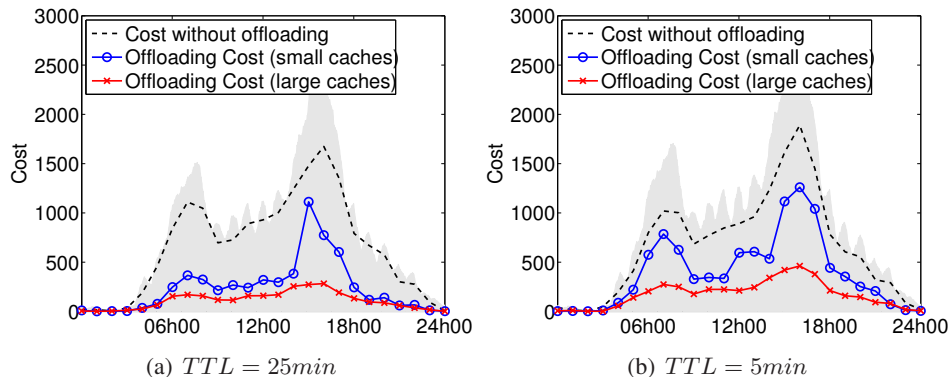 3000
Cost without offloading
2500
Offloading Cost (small caches)
2000
Offloading Cost (large caches)
1500
1000
500
0
Cost
06h00 12h00 18h00 24h00
(a) TTL = 25min
3000
Cost without offloading
2500
Offloading Cost (small caches)
2000
Offloading Cost (large caches)
1500
1000
500
0
Cost
06h00 12h00 18h00 24h00
(b) TTL = 5min